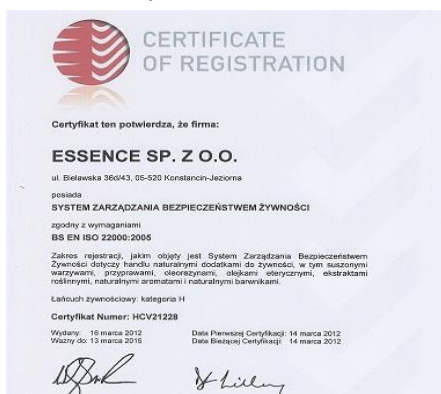 CERTIFICATE
OF REGISTRATION
Certyfikat ten potwierdza, że firma:
ESSENCE SP. Z O.O.
ul. Bielawska 36d/43, 05-520 Konstancin-Jeziorna
posiada
SYSTEM ZARZĄDZANIA BEZPIECZEŃSTWEM ŻYWNOŚCI
zgodny z wymaganiami
BS EN ISO 22000:2005
Zakres rejestracji, jakim objęty jest System Zarządzania Bezpieczeństwem
Żywności dotyczy handlu naturalnymi dodatkami do żywności, w tym suszonymi
warzywami, przyprawami, oleorezynami, olejkami eterycznymi, ekstraktami
roślinnymi, naturalnymi aromatami i naturalnymi barwnikami.
Łańcuch żywnościowy: kategoria H
Certyfikat Numer: HCV21228
Wydany: 16 marca 2012 Data Pierwszej Certyfikacji: 14 marca 2012
Ważny do: 13 marca 2015 Data Bieżącej Certyfikacji: 14 marca 2012